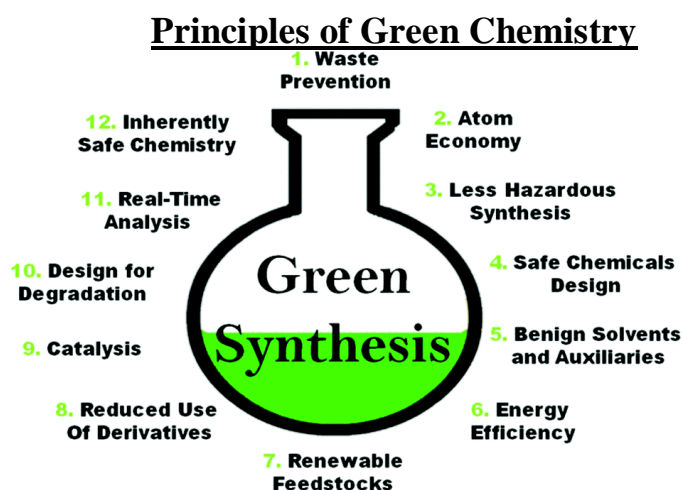 Principles of Green Chemistry
1. Waste
Prevention
2. Atom
Economy
3. Less Hazardous
Synthesis
4. Safe Chemicals
Design
5. Benign Solvents
and Auxiliaries
6. Energy
Efficiency
7. Renewable
Feedstocks
8. Reduced Use
Of Derivatives
9. Catalysis
10. Design for
Degradation
11. Real-Time
Analysis
12. Inherently
Safe Chemistry
Green
Synthesis